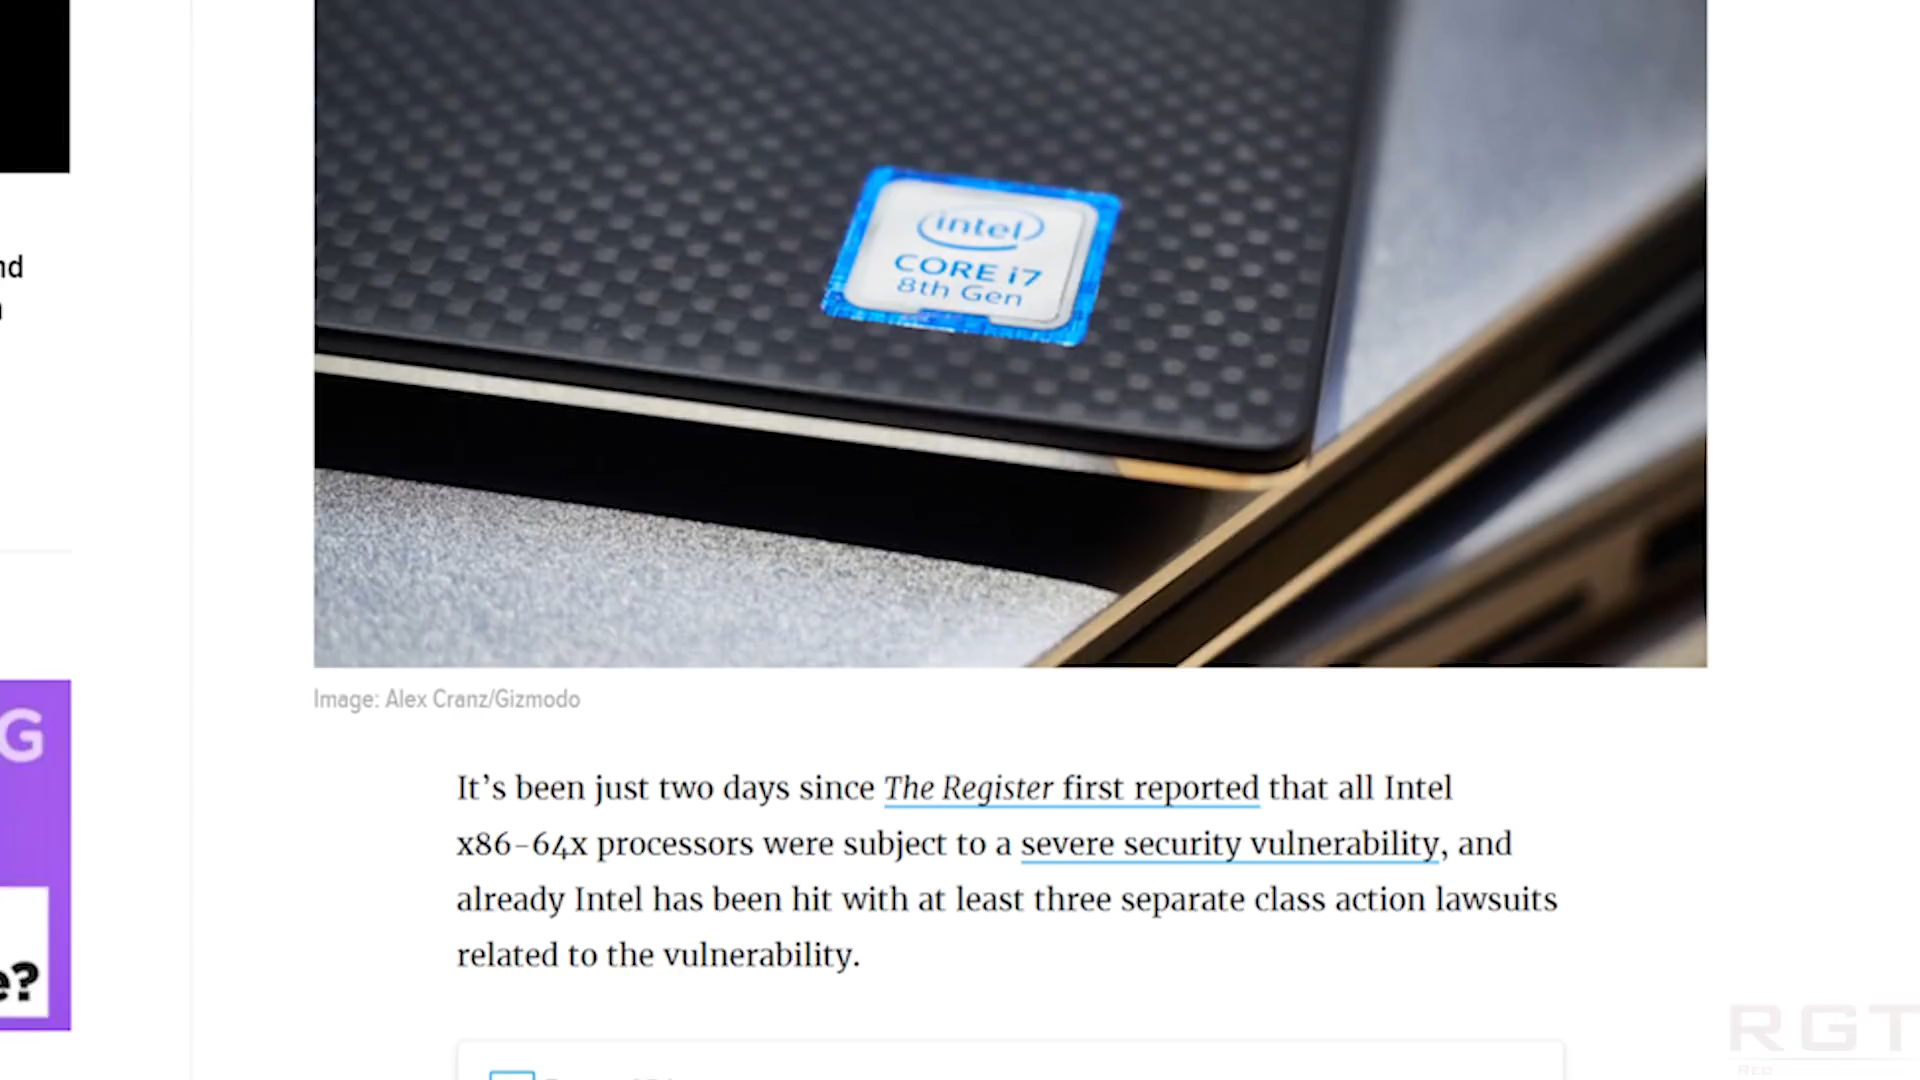 nd
intel
CORE i7
8th Gen
G
Image: Alex Cranz/Gizmodo
It’s been just two days since The Register first reported that all Intel
x86-64x processors were subject to a severe security vulnerability, and
already Intel has been hit with at least three separate class action lawsuits
related to the vulnerability.
e?
RGT